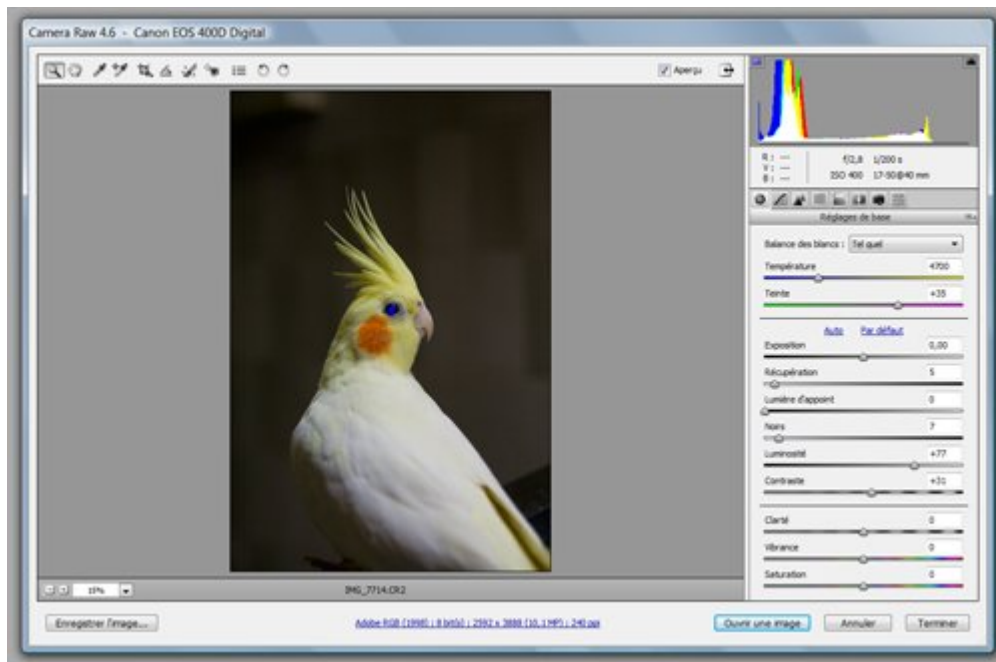 Camera Raw 4.6 - Canon EOS 400D Digital
Aperçu
R : ---
V : ---
B : ---
f/2,8 1/200 s
ISO 400 17-50@40 mm
Réglages de base
Balance des blancs : Tel quel
Température 4700
Teinte +35
Auto Par défaut
Exposition 0,00
Récupération 5
Lumière d'appoint 0
Noirs 7
Luminosité +77
Contraste +31
Clarté 0
Vibrance 0
Saturation 0
15% IMG_7714.CR2
Enregistrer l'image... Adobe RGB (1998) ; 8 bit(s) ; 2592 x 3888 (10,1MP) ; 240 ppi Ouvrir une image Annuler Terminer